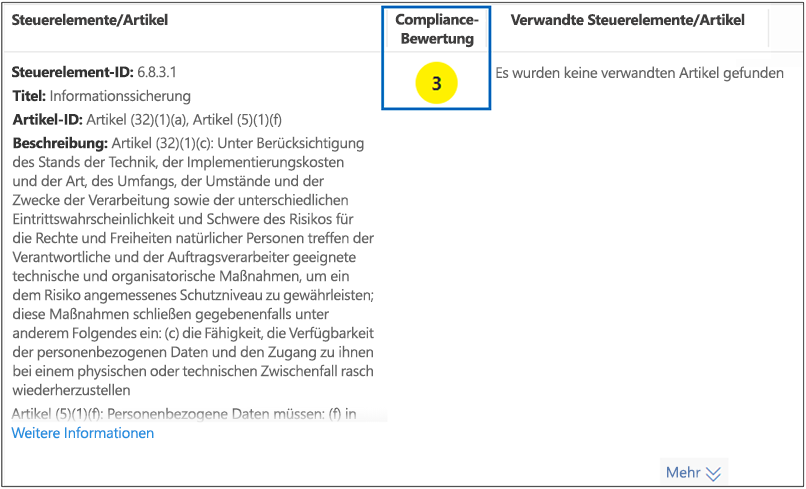 Steuerelemente/Artikel
Compliance-
Bewertung
Verwandte Steuerelemente/Artikel
Steuerelement-ID: 6.8.3.1
Titel: Informationssicherung
Artikel-ID: Artikel (32)(1)(a), Artikel (5)(1)(f)
Beschreibung: Artikel (32)(1)(c): Unter Berücksichtigung
des Stands der Technik, der Implementierungskosten
und der Art, des Umfangs, der Umstände und der
Zwecke der Verarbeitung sowie der unterschiedlichen
Eintrittswahrscheinlichkeit und Schwere des Risikos für
die Rechte und Freiheiten natürlicher Personen treffen der
Verantwortliche und der Auftragsverarbeiter geeignete
technische und organisatorische Maßnahmen, um ein
dem Risiko angemessenes Schutzniveau zu gewährleisten;
diese Maßnahmen schließen gegebenenfalls unter
anderem Folgendes ein: (c) die Fähigkeit, die Verfügbarkeit
der personenbezogenen Daten und den Zugang zu ihnen
bei einem physischen oder technischen Zwischenfall rasch
wiederherzustellen
Artikel (5)(1)(f): Personenbezogene Daten müssen: (f) in
Weitere Informationen
3
Es wurden keine verwandten Artikel gefunden
Mehr